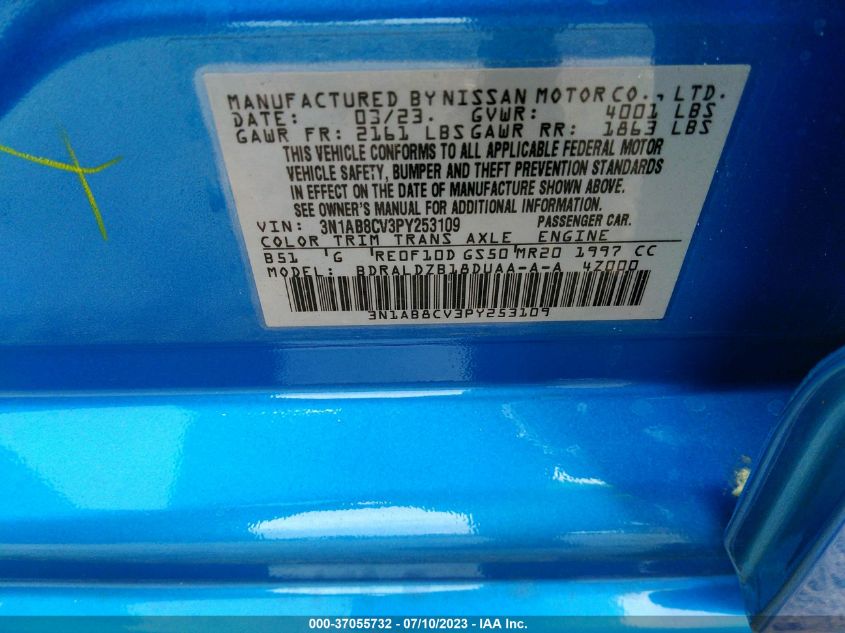 MANUFACTURED BY NISSAN MOTOR CO., LTD.
DATE: 03/23. GVWR: 4001 LBS
GAWR FR: 2161 LBS GAWR RR: 1863 LBS
THIS VEHICLE CONFORMS TO ALL APPLICABLE FEDERAL MOTOR
VEHICLE SAFETY, BUMPER AND THEFT PREVENTION STANDARDS
IN EFFECT ON THE DATE OF MANUFACTURE SHOWN ABOVE.
SEE OWNER'S MANUAL FOR ADDITIONAL INFORMATION.
VIN: 3N1AB8CV3PY253109 PASSENGER CAR.
COLOR TRIM TRANS AXLE ENGINE
B51 G RE0F10D GS50 MR20 1997 CC
MODEL: BDRALDZB18DUAA-A-A 4Z000
3N1AB8CV3PY253109
000-37055732 - 07/10/2023 - IAA Inc.